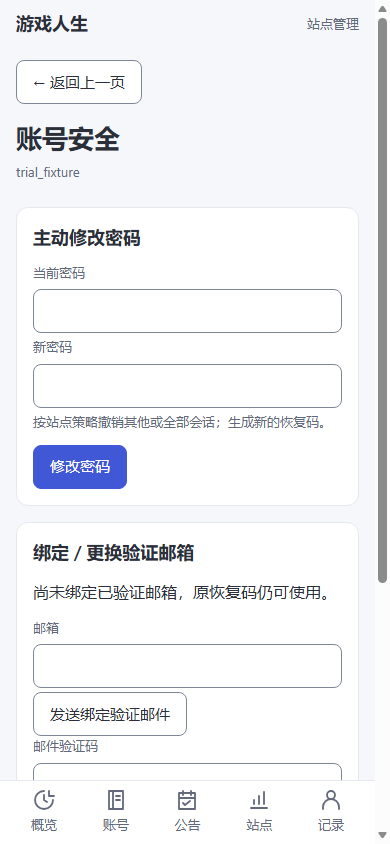 游戏人生
站点管理
← 返回上一页
账号安全
trial_fixture
主动修改密码
当前密码
新密码
按站点策略撤销其他或全部会话；生成新的恢复码。
修改密码
绑定 / 更换验证邮箱
尚未绑定已验证邮箱，原恢复码仍可使用。
邮箱
发送绑定验证邮件
邮件验证码
概览
账号
公告
站点
记录